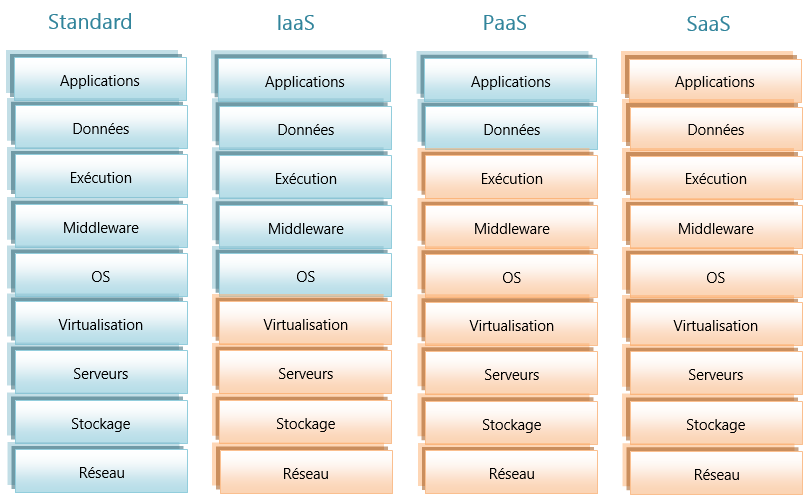 Standard IaaS PaaS SaaS
Applications Applications Applications Applications
Données Données Données Données
Exécution Exécution Exécution Exécution
Middleware Middleware Middleware Middleware
OS OS OS OS
Virtualisation Virtualisation Virtualisation Virtualisation
Serveurs Serveurs Serveurs Serveurs
Stockage Stockage Stockage Stockage
Réseau Réseau Réseau Réseau